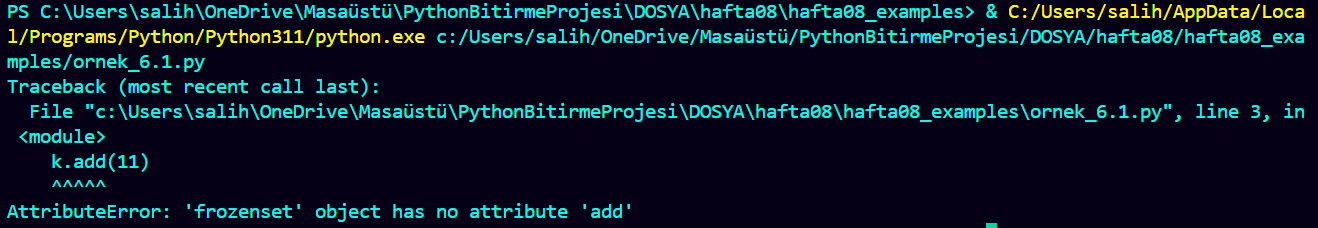 PS C:\Users\salih\OneDrive\Masaüstü\PythonBitirmeProjesi\DOSYA\hafta08\hafta08_examples> & C:/Users/salih/AppData/Loca
l/Programs/Python/Python311/python.exe c:/Users/salih/OneDrive/Masaüstü/PythonBitirmeProjesi/DOSYA/hafta08/hafta08_exa
mples/ornek_6.1.py
Traceback (most recent call last):
  File "c:\Users\salih\OneDrive\Masaüstü\PythonBitirmeProjesi\DOSYA\hafta08\hafta08_examples\ornek_6.1.py", line 3, in
 <module>
    k.add(11)
    ^^^^^
AttributeError: 'frozenset' object has no attribute 'add'